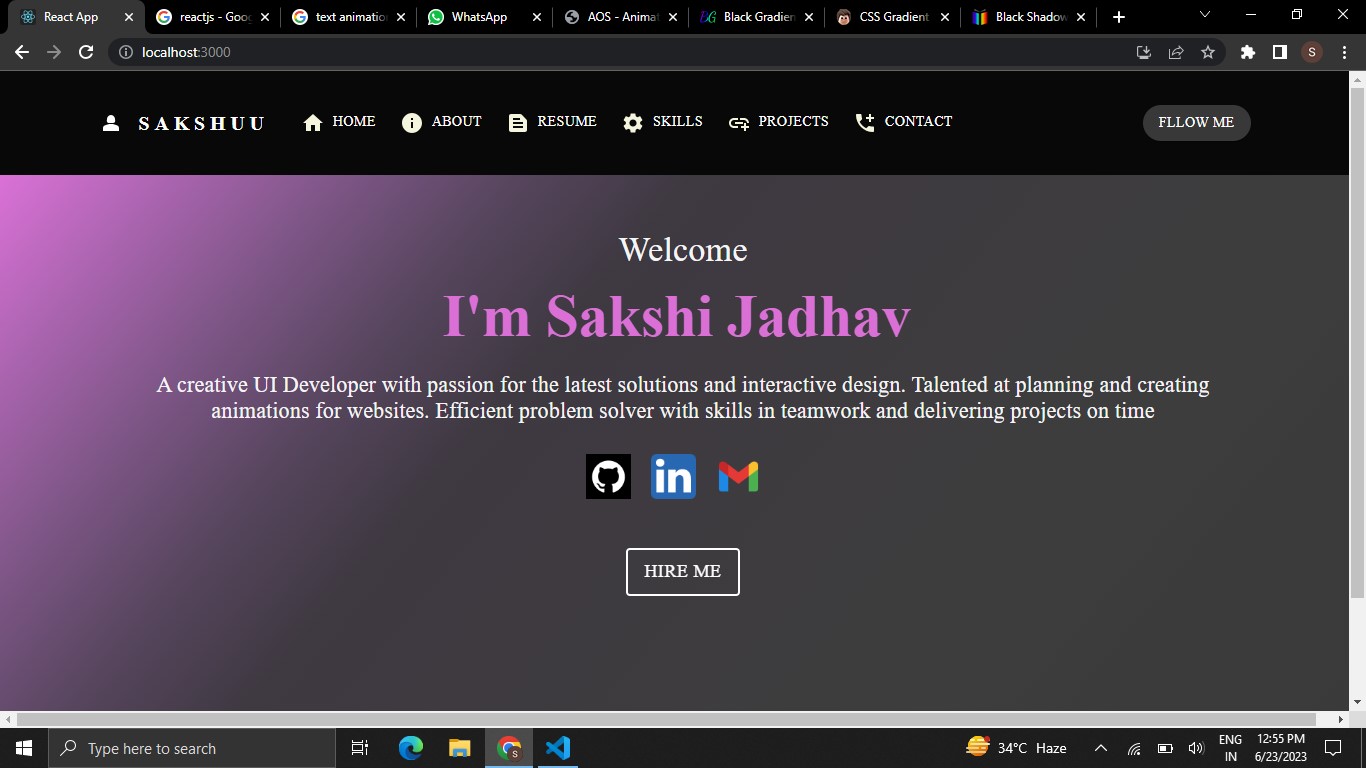 React App
reactjs - Goog
text animatio
WhatsApp
AOS - Animat
Black Gradien
CSS Gradient
Black Shadow
localhost:3000
S
SAKSHUU
HOME
ABOUT
RESUME
SKILLS
PROJECTS
CONTACT
FLLOW ME
Welcome
I'm Sakshi Jadhav
A creative UI Developer with passion for the latest solutions and interactive design. Talented at planning and creating
animations for websites. Efficient problem solver with skills in teamwork and delivering projects on time
in
HIRE ME
Type here to search
S
34°C Haze
ENG
IN
12:55 PM
6/23/2023